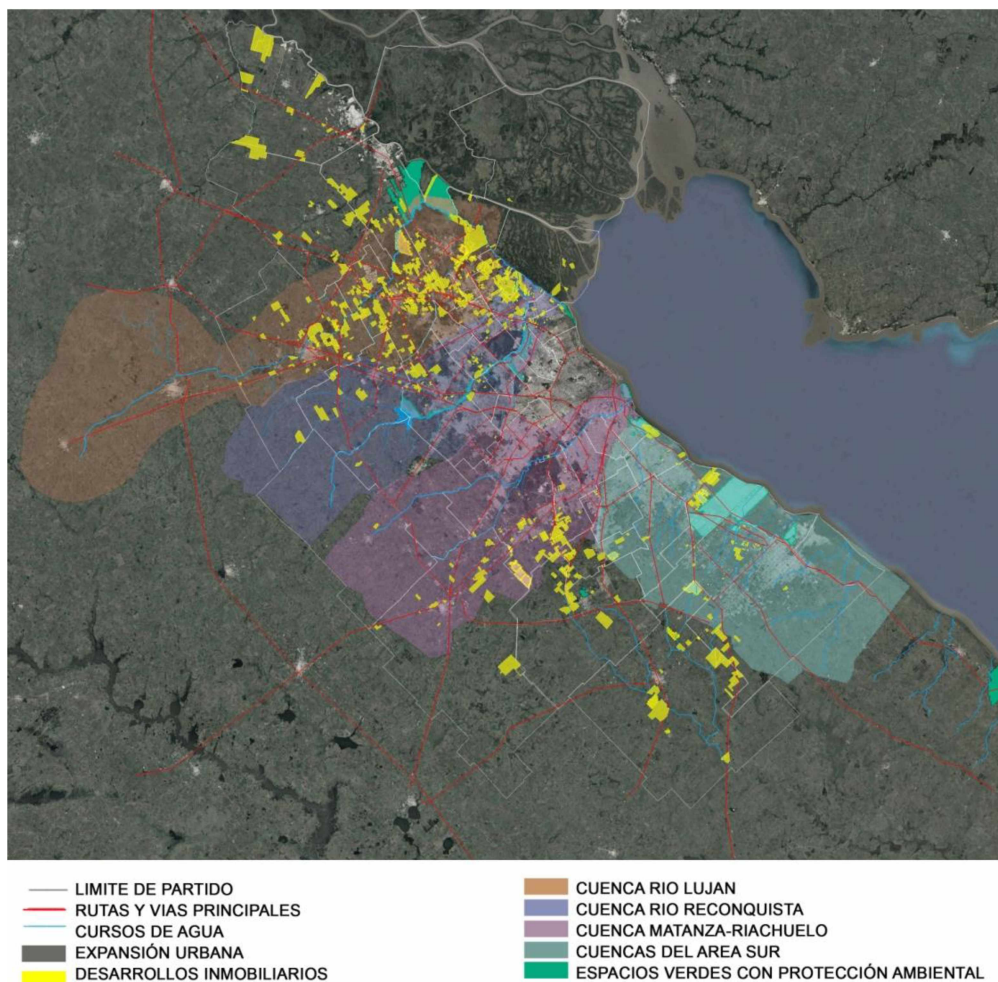 LIMITE DE PARTIDO
RUTAS Y VIAS PRINCIPALES
CURSOS DE AGUA
EXPANSIÓN URBANA
DESARROLLOS INMOBILIARIOS
CUENCA RIO LUJAN
CUENCA RIO RECONQUISTA
CUENCA MATANZA-RIACHUELO
CUENCAS DEL AREA SUR
ESPACIOS VERDES CON PROTECCIÓN AMBIENTAL